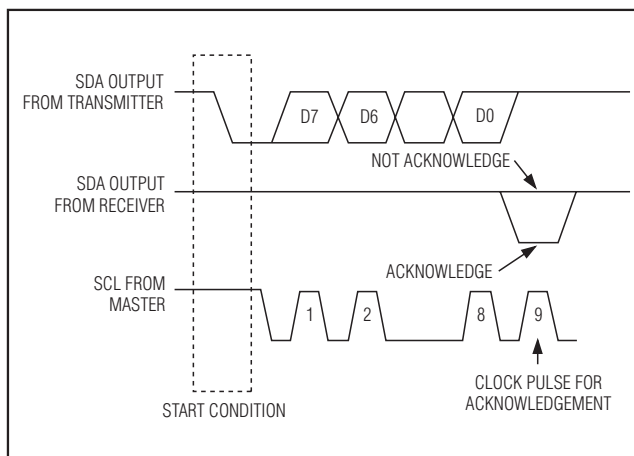 SDA OUTPUT
FROM TRANSMITTER
D7
D6
D0
NOT ACKNOWLEDGE
SDA OUTPUT
FROM RECEIVER
ACKNOWLEDGE
SCL FROM
MASTER
1
2
8
9
START CONDITION
CLOCK PULSE FOR
ACKNOWLEDGEMENT